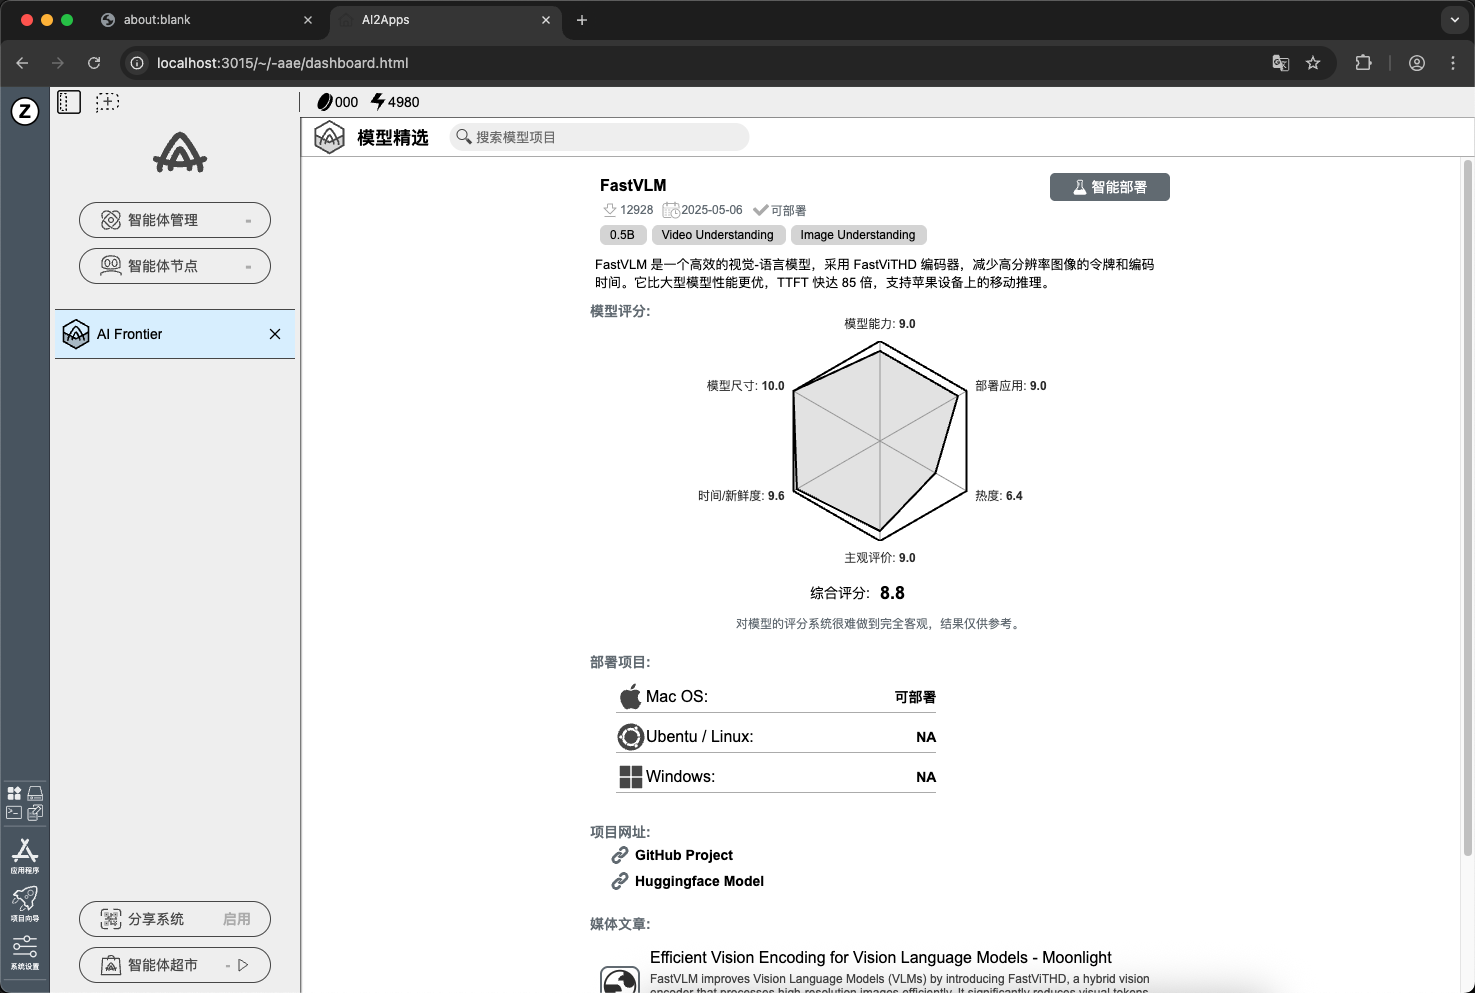 about:blank
AI2Apps
localhost:3015/~/-aae/dashboard.html
Z
000
4980
模型精选
搜索模型项目
智能体管理 -
智能体节点 -
AI Frontier
FastVLM
智能部署
12928 2025-05-06 可部署
0.5B Video Understanding Image Understanding
FastVLM 是一个高效的视觉-语言模型，采用 FastViTHD 编码器，减少高分辨率图像的令牌和编码
时间。它比大型模型性能更优，TTFT 快达 85 倍，支持苹果设备上的移动推理。
模型评分:
模型能力: 9.0
模型尺寸: 10.0
部署应用: 9.0
时间/新鲜度: 9.6
热度: 6.4
主观评价: 9.0
综合评分: 8.8
对模型的评分系统很难做到完全客观，结果仅供参考。
部署项目:
Mac OS: 可部署
Ubentu / Linux: NA
Windows: NA
项目网址:
GitHub Project
Huggingface Model
媒体文章:
Efficient Vision Encoding for Vision Language Models - Moonlight
FastVLM improves Vision Language Models (VLMs) by introducing FastViTHD, a hybrid vision
encoder that processes high-resolution images efficiently. It significantly reduces visual tokens
应用程序
项目向导
系统设置
分享系统 启用
智能体超市 -